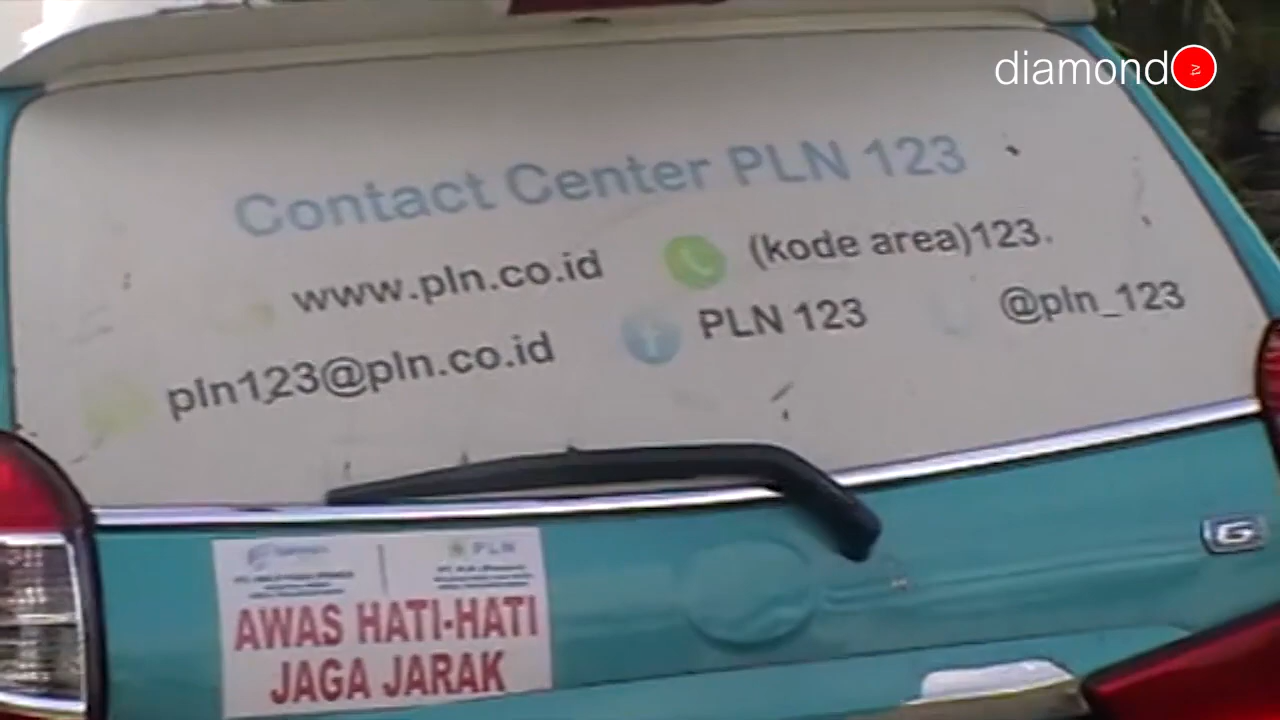 diamond
Contact Center PLN 123
www.pln.co.id (kode area)123.
pln123@pln.co.id PLN 123 @pln_123
G
PLN
AWAS HATI-HATI
JAGA JARAK